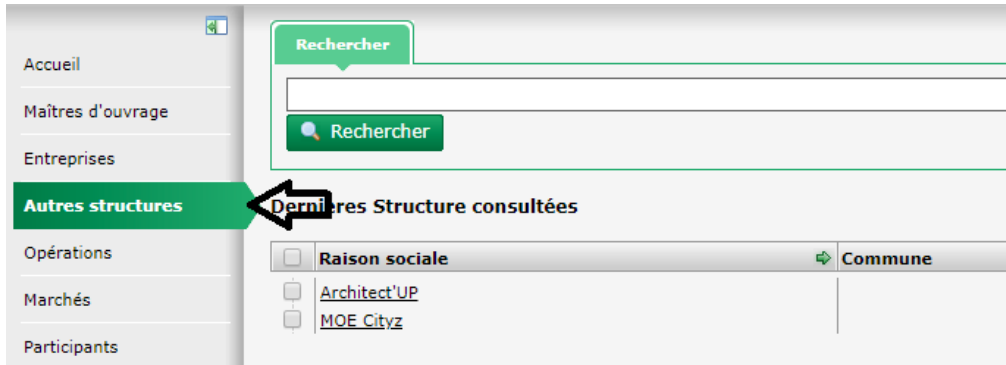 Accueil
Maîtres d'ouvrage
Entreprises
Autres structures
Opérations
Marchés
Participants
Rechercher
Rechercher
Dernieres Structure consultées
Raison sociale Commune
Architect'UP
MOE Cityz